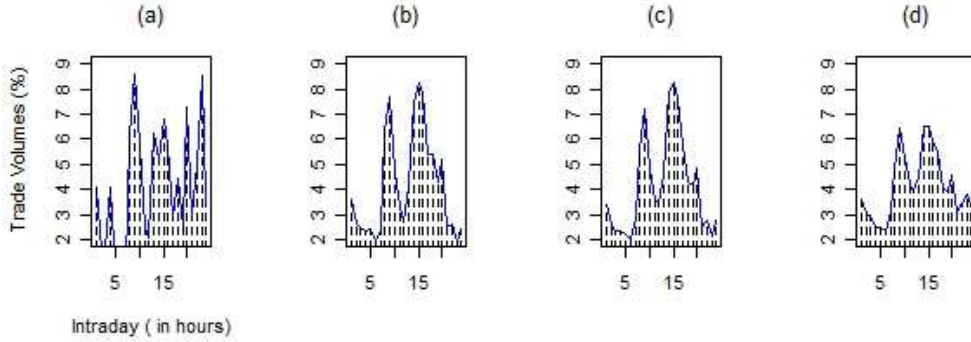 (a) (b) (c) (d)
Trade Volumes (%)
9 9 9 9
8 8 8 8
7 7 7 7
6 6 6 6
5 5 5 5
4 4 4 4
3 3 3 3
2 2 2 2
5 15 5 15 5 15 5 15
Intraday ( in hours)